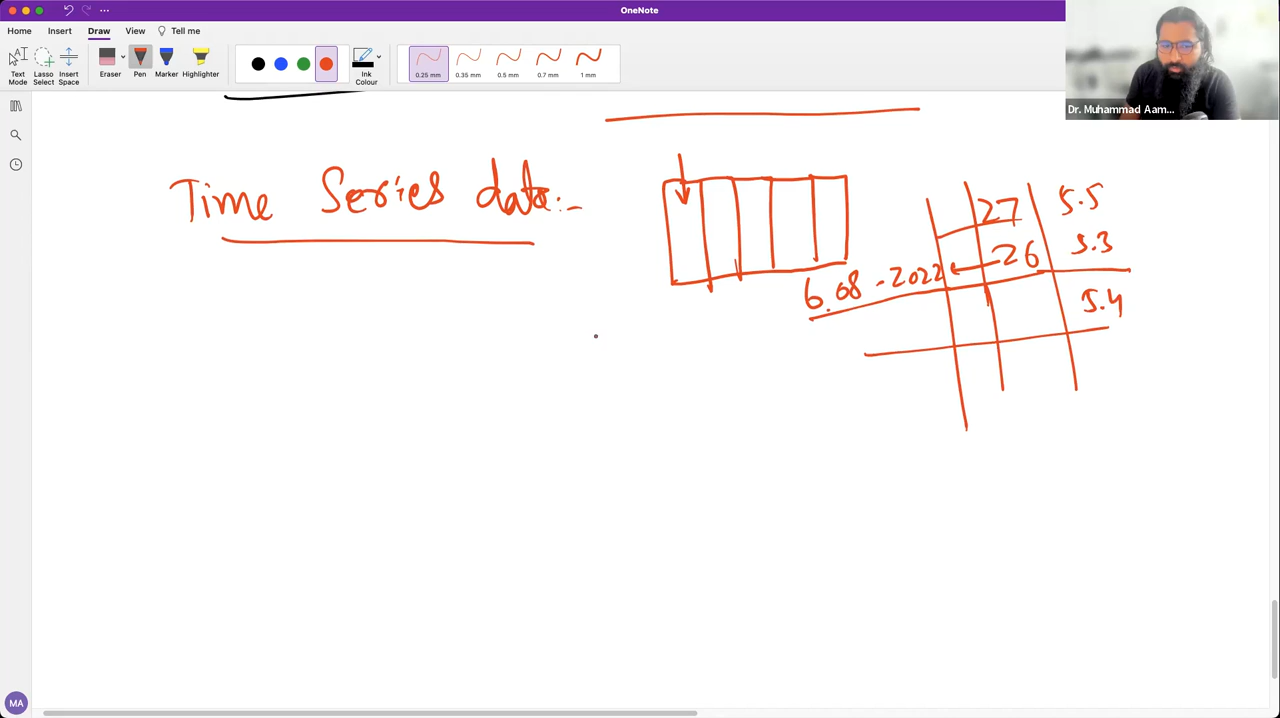 OneNote
Home Insert Draw View Tell me
Text Mode
Lasso Select
Insert Space
Eraser
Pen
Marker
Highlighter
Ink Colour
0.25 mm
0.35 mm
0.5 mm
0.7 mm
1 mm
Dr. Muhammad Aam...
Time Series data:-
27 5.5
26 5.3
6.08-2022
5.4
MA